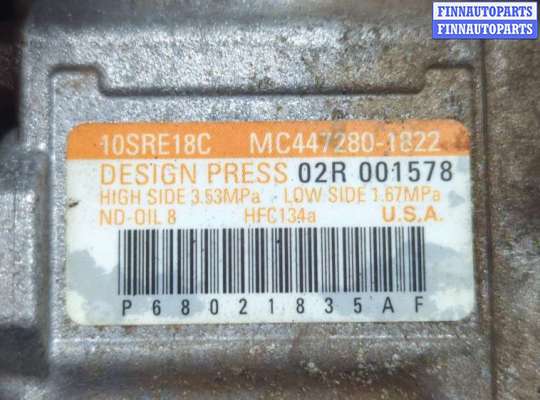 FINNAUTOPARTS
FINNAUTOPARTS
10SRE18C MC447280-1822
DESIGN PRESS 02R 001578
HIGH SIDE 3.53MPa LOW SIDE 1.67MPa
ND-OIL 8 HFC134a U.S.A.
P68021835AF